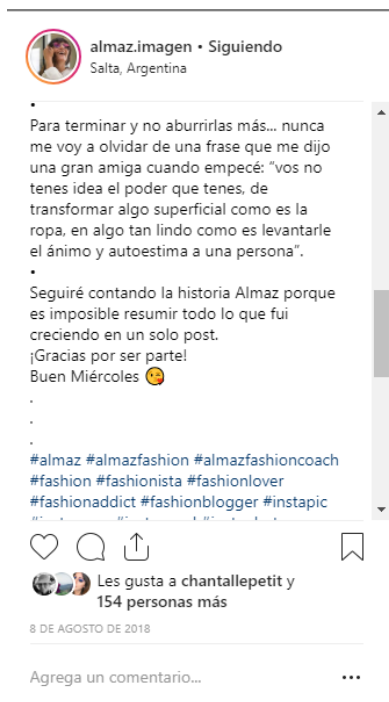 almaz.imagen • Siguiendo
Salta, Argentina
•
Para terminar y no aburrirlas más... nunca
me voy a olvidar de una frase que me dijo
una gran amiga cuando empecé: "vos no
tenes idea el poder que tenes, de
transformar algo superficial como es la
ropa, en algo tan lindo como es levantarle
el ánimo y autoestima a una persona".
•
Seguiré contando la historia Almaz porque
es imposible resumir todo lo que fui
creciendo en un solo post.
¡Gracias por ser parte!
Buen Miércoles 😘
.
.
.
#almaz #almazfashion #almazfashioncoach
#fashion #fashionista #fashionlover
#fashionaddict #fashionblogger #instapic
Les gusta a chantallepetit y
154 personas más
8 DE AGOSTO DE 2018
Agrega un comentario...